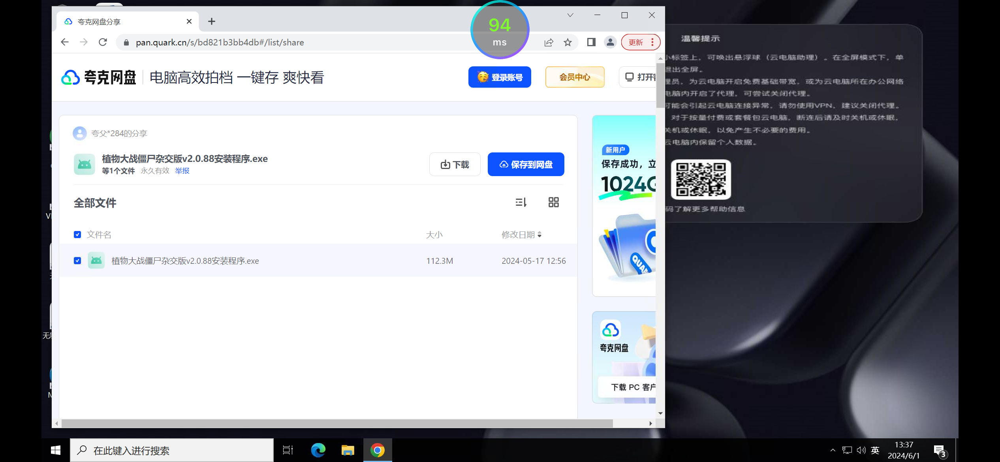 夸克网盘分享
94
ms
pan.quark.cn/s/bd821b3bb4db#/list/share
更新
夸克网盘
电脑高效拍档 一键存 爽快看
登录账号
会员中心
打开
夸父*284的分享
植物大战僵尸杂交版v2.0.88安装程序.exe
等1个文件 永久有效 举报
下载
保存到网盘
全部文件
文件名 大小 修改日期
植物大战僵尸杂交版v2.0.88安装程序.exe 112.3M 2024-05-17 12:56
新用户
保存成功，立
1024G
QUAR
夸克网盘
下载 PC 客户
温馨提示
小标签上，可唤出悬浮球（云电脑助理）。在全屏模式下，单
退出全屏。
理员，为云电脑开启免费基础带宽，或为云电脑所在办公网络
电脑内开启了代理，可尝试关闭代理。
可能会引起云电脑连接异常，请勿使用VPN，建议关闭代理。
对于按量付费或套餐包云电脑，断连后请及时关机或休眠，
关机或休眠，以免产生不必要的费用。
云电脑内保留个人数据。
码了解更多帮助信息
在此键入进行搜索
英
13:37
2024/6/1
3